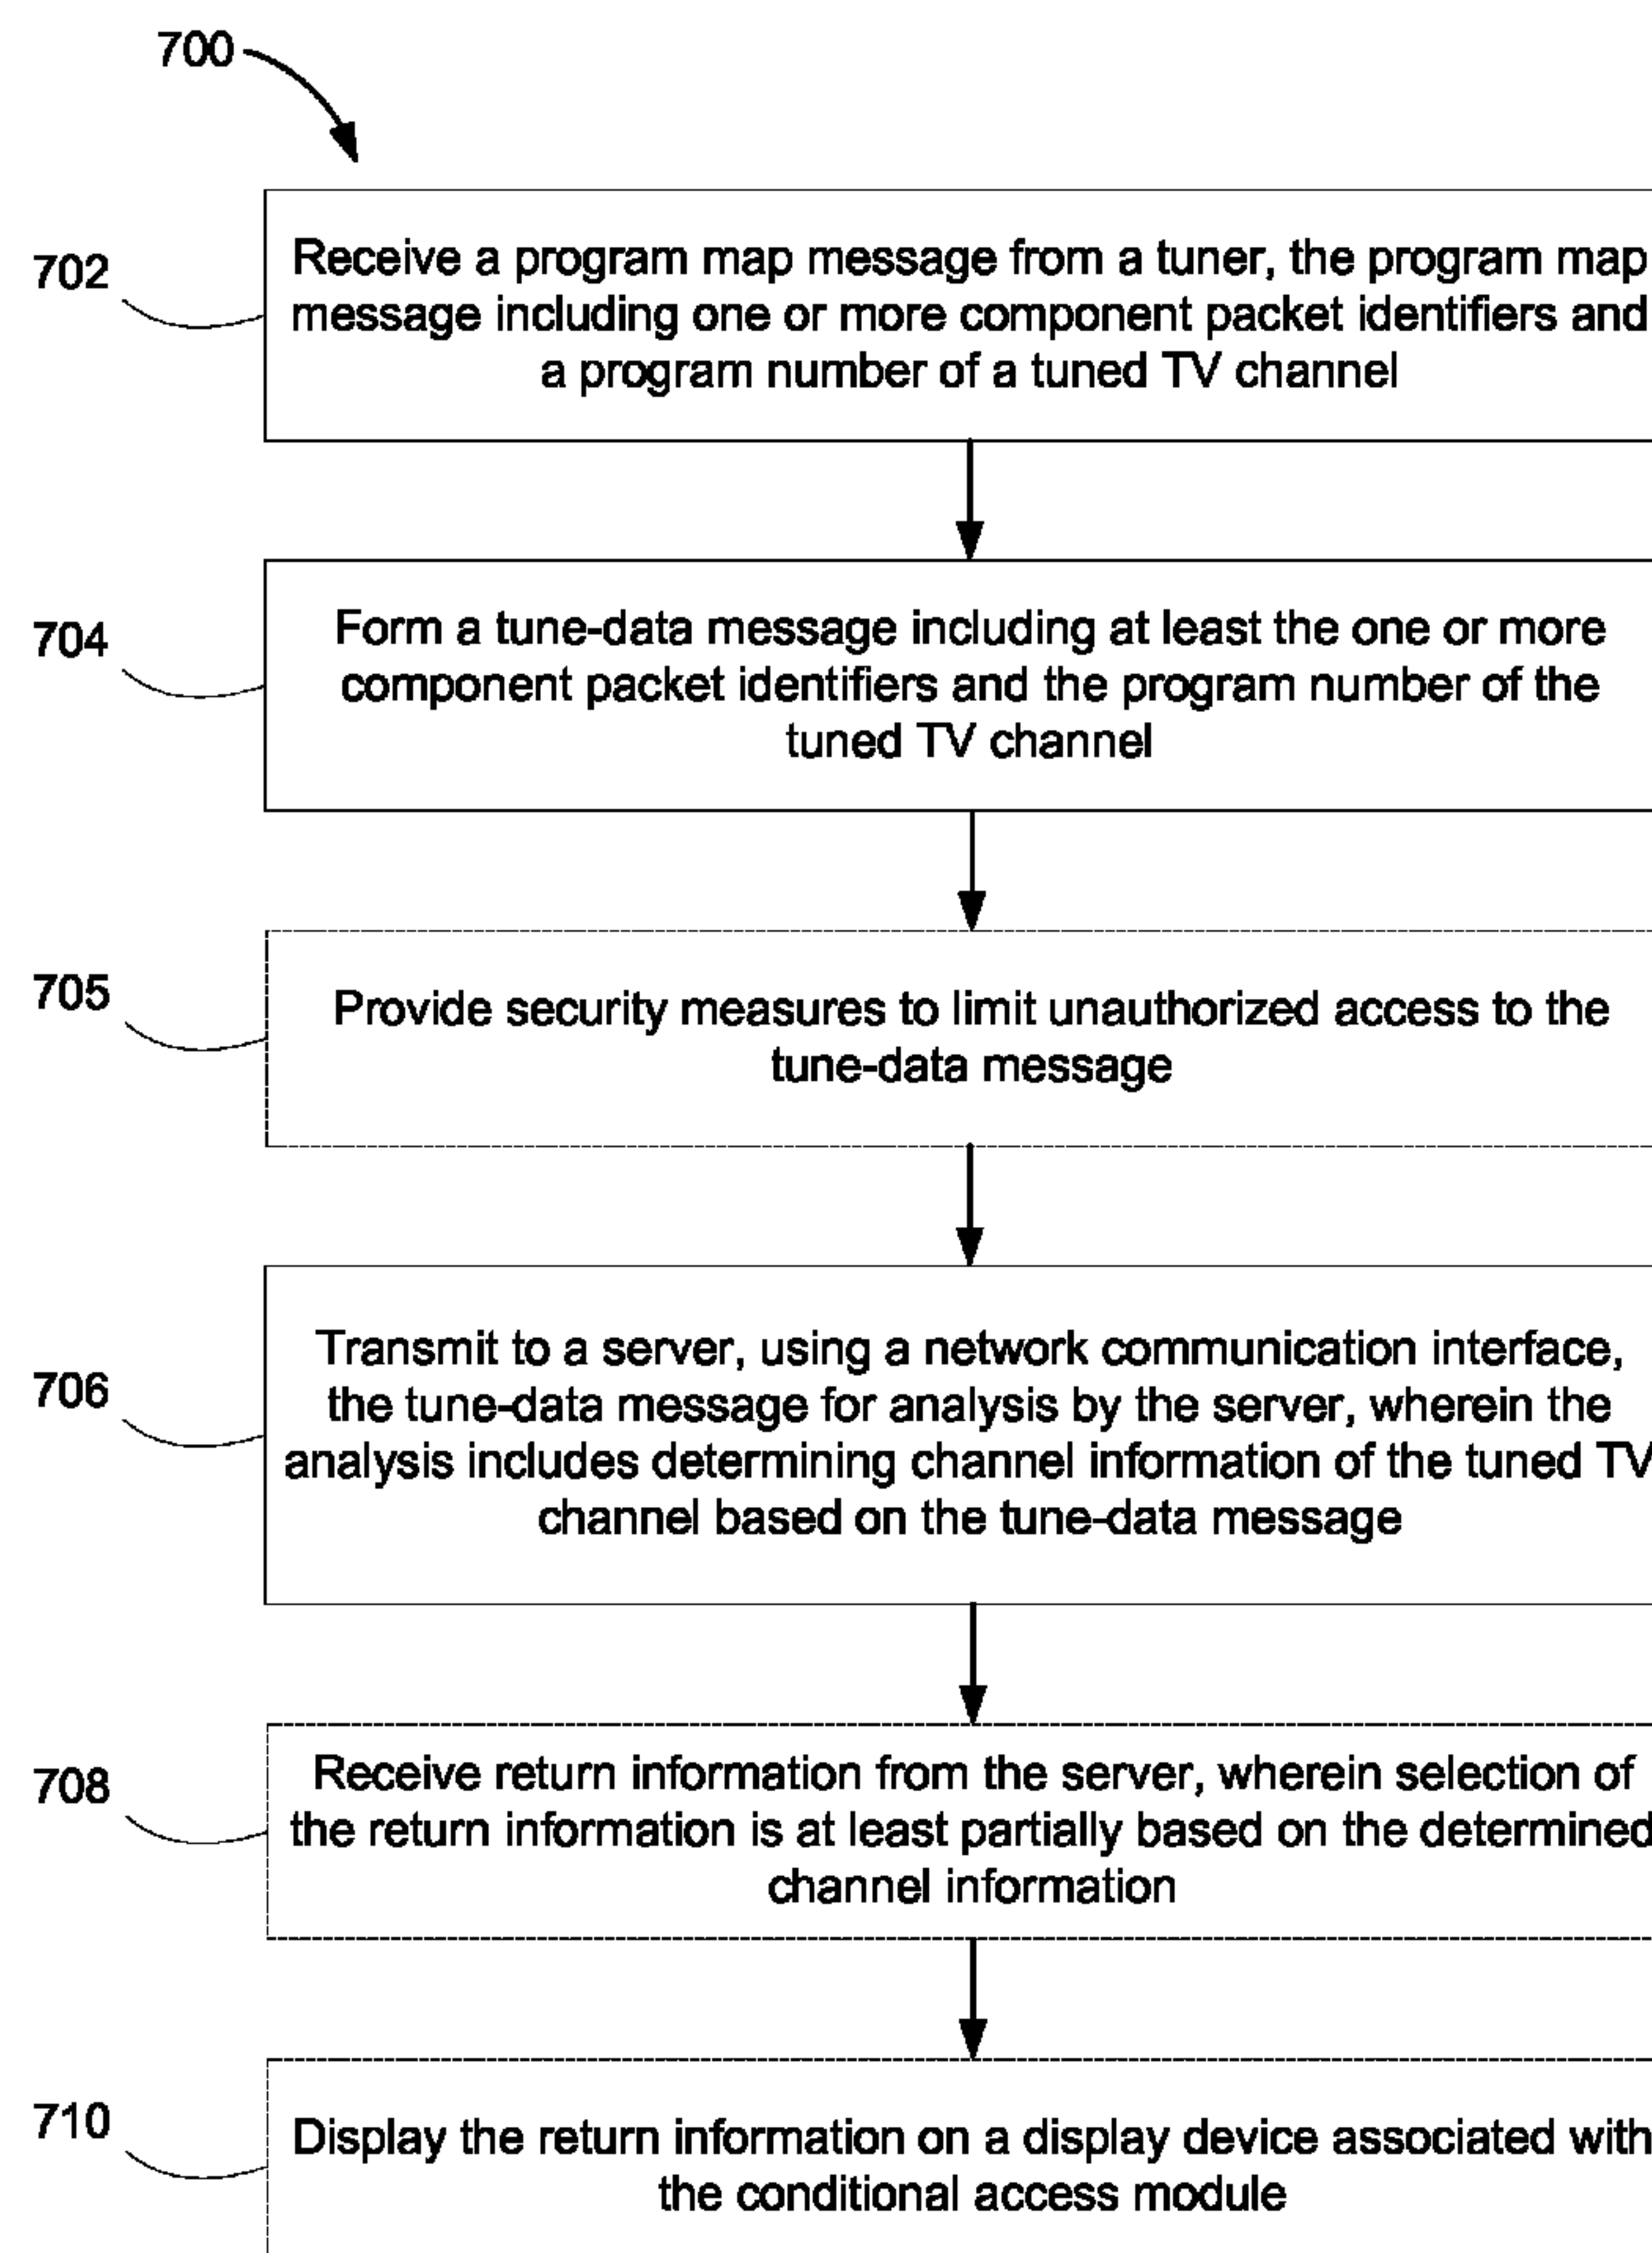 700
702
Receive a program map message from a tuner, the program map
message including one or more component packet identifiers and
a program number of a tuned TV channel
704
Form a tune-data message including at least the one or more
component packet identifiers and the program number of the
tuned TV channel
705
Provide security measures to limit unauthorized access to the
tune-data message
706
Transmit to a server, using a network communication interface,
the tune-data message for analysis by the server, wherein the
analysis includes determining channel information of the tuned TV
channel based on the tune-data message
708
Receive return information from the server, wherein selection of
the return information is at least partially based on the determined
channel information
710
Display the return information on a display device associated with
the conditional access module